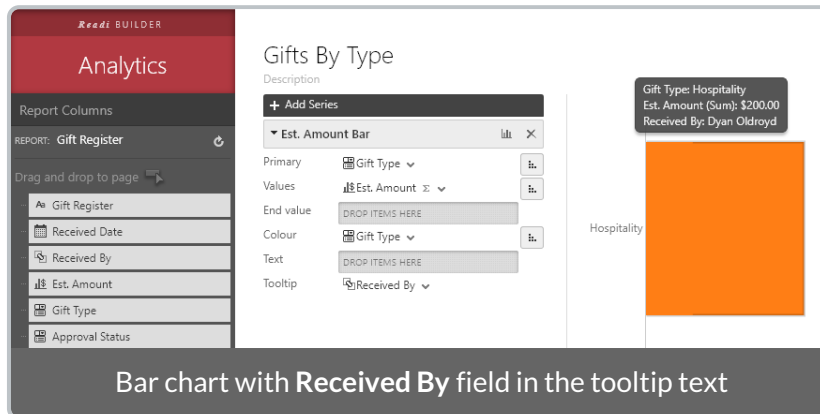 Readi BUILDER
Analytics
Report Columns
REPORT: Gift Register
Drag and drop to page
Aa Gift Register
Received Date
Received By
Est. Amount
Gift Type
Approval Status
Gifts By Type
Description
+ Add Series
Est. Amount Bar
Primary Gift Type
Values Est. Amount Σ
End value DROP ITEMS HERE
Colour Gift Type
Text DROP ITEMS HERE
Tooltip Received By
Gift Type: Hospitality
Est. Amount (Sum): $200.00
Received By: Dyan Oldroyd
Hospitality
Bar chart with Received By field in the tooltip text